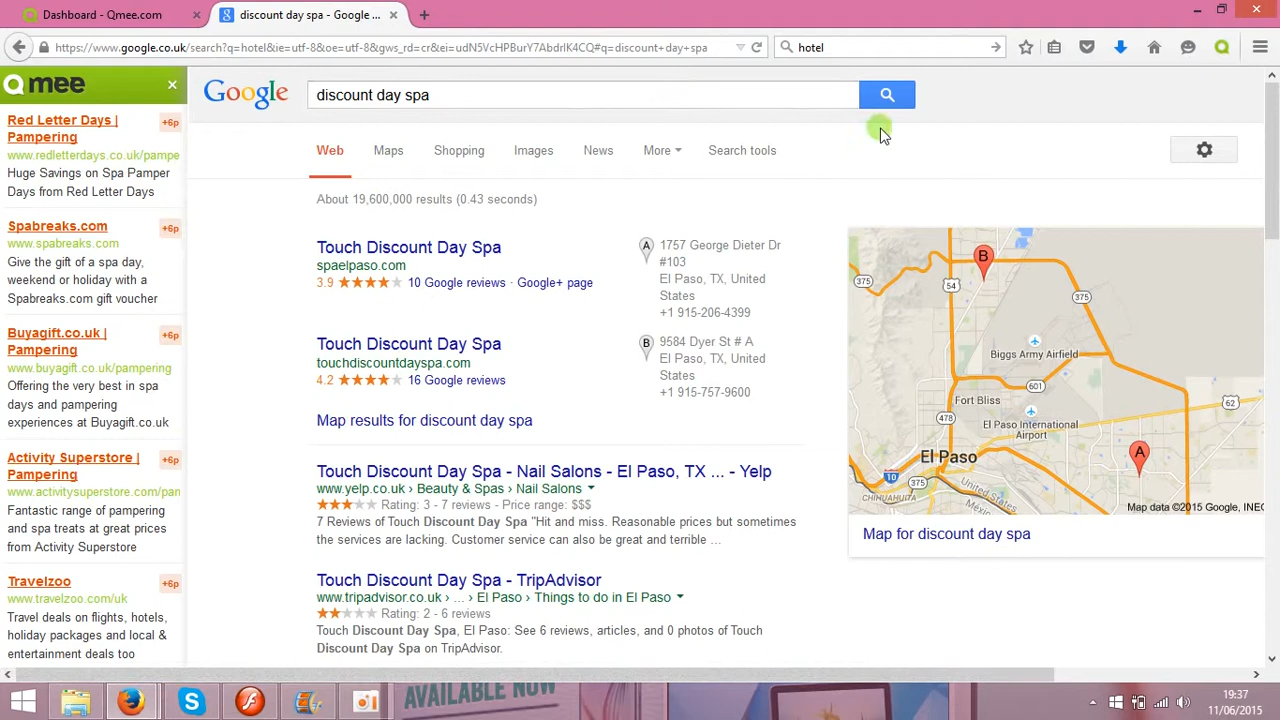 Dashboard - Qmee.com
discount day spa - Google ...
https://www.google.co.uk/search?q=hotel&ie=utf-8&oe=utf-8&gws_rd=cr&ei=udN5VcHPBurY7AbdrlK4CQ#q=discount+day+spa
hotel
Qmee
Red Letter Days |
Pampering
+6p
www.redletterdays.co.uk/pampe
Huge Savings on Spa Pamper
Days from Red Letter Days
Spabreaks.com
+6p
www.spabreaks.com
Give the gift of a spa day,
weekend or holiday with a
Spabreaks.com gift voucher
Buyagift.co.uk |
Pampering
+6p
www.buyagift.co.uk/pampering
Offering the very best in spa
days and pampering
experiences at Buyagift.co.uk
Activity Superstore |
Pampering
+6p
www.activitysuperstore.com/pan
Fantastic range of pampering
and spa treats at great prices
from Activity Superstore
Travelzoo
+6p
www.travelzoo.com/uk
Travel deals on flights, hotels,
holiday packages and local &
entertainment deals too
Google
discount day spa
Web Maps Shopping Images News More Search tools
About 19,600,000 results (0.43 seconds)
Touch Discount Day Spa
spaelpaso.com
3.9 10 Google reviews · Google+ page
A
1757 George Dieter Dr
#103
El Paso, TX, United
States
+1 915-206-4399
Touch Discount Day Spa
touchdiscountdayspa.com
4.2 16 Google reviews
B
9584 Dyer St # A
El Paso, TX, United
States
+1 915-757-9600
Map results for discount day spa
Touch Discount Day Spa - Nail Salons - El Paso, TX ... - Yelp
www.yelp.co.uk › Beauty & Spas › Nail Salons
Rating: 3 - 7 reviews - Price range: $$$
7 Reviews of Touch Discount Day Spa "Hit and miss. Reasonable prices but sometimes
the services are lacking. Customer service can also be great and terrible ...
Touch Discount Day Spa - TripAdvisor
www.tripadvisor.co.uk › ... › El Paso › Things to do in El Paso
Rating: 2 - 6 reviews
Touch Discount Day Spa, El Paso: See 6 reviews, articles, and 0 photos of Touch
Discount Day Spa on TripAdvisor.
B
375
54
375
Biggs Army Airfield
601
Fort Bliss
62
478
El Paso International
Airport
El Paso
A
10
375
CHIHUAHUITA
United States
Mexico
Map data ©2015 Google, INEG
Map for discount day spa
AVAILABLE NOW
19:37
11/06/2015